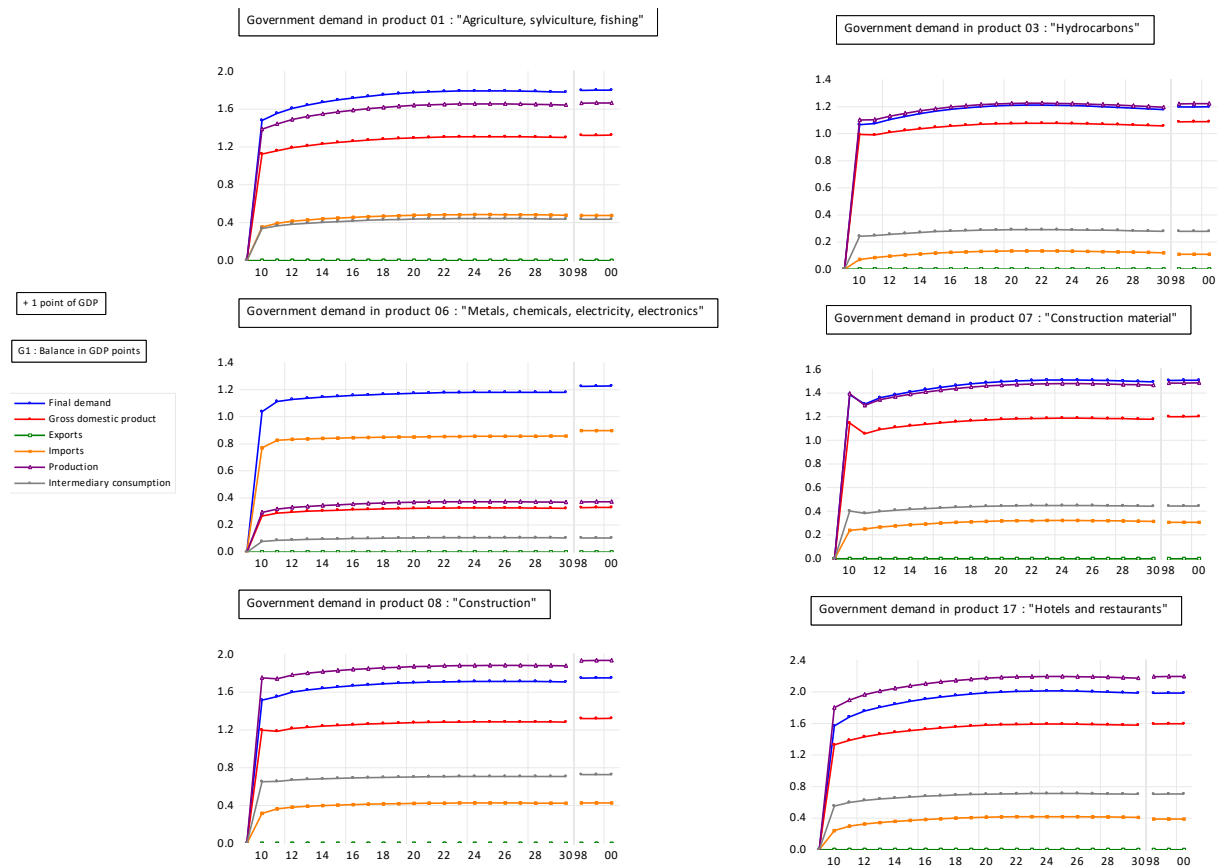 Government demand in product 01 : "Agriculture, sylviculture, fishing"
2.0
1.6
1.2
0.8
0.4
0.0
10 12 14 16 18 20 22 24 26 28 30 98 00
Government demand in product 03 : "Hydrocarbons"
1.4
1.2
1.0
0.8
0.6
0.4
0.2
0.0
10 12 14 16 18 20 22 24 26 28 30 98 00
+ 1 point of GDP
G1 : Balance in GDP points
Final demand
Gross domestic product
Exports
Imports
Production
Intermediary consumption
Government demand in product 06 : "Metals, chemicals, electricity, electronics"
1.4
1.2
1.0
0.8
0.6
0.4
0.2
0.0
10 12 14 16 18 20 22 24 26 28 30 98 00
Government demand in product 07 : "Construction material"
1.6
1.4
1.2
1.0
0.8
0.6
0.4
0.2
0.0
10 12 14 16 18 20 22 24 26 28 30 98 00
Government demand in product 08 : "Construction"
2.0
1.6
1.2
0.8
0.4
0.0
10 12 14 16 18 20 22 24 26 28 30 98 00
Government demand in product 17 : "Hotels and restaurants"
2.4
2.0
1.6
1.2
0.8
0.4
0.0
10 12 14 16 18 20 22 24 26 28 30 98 00